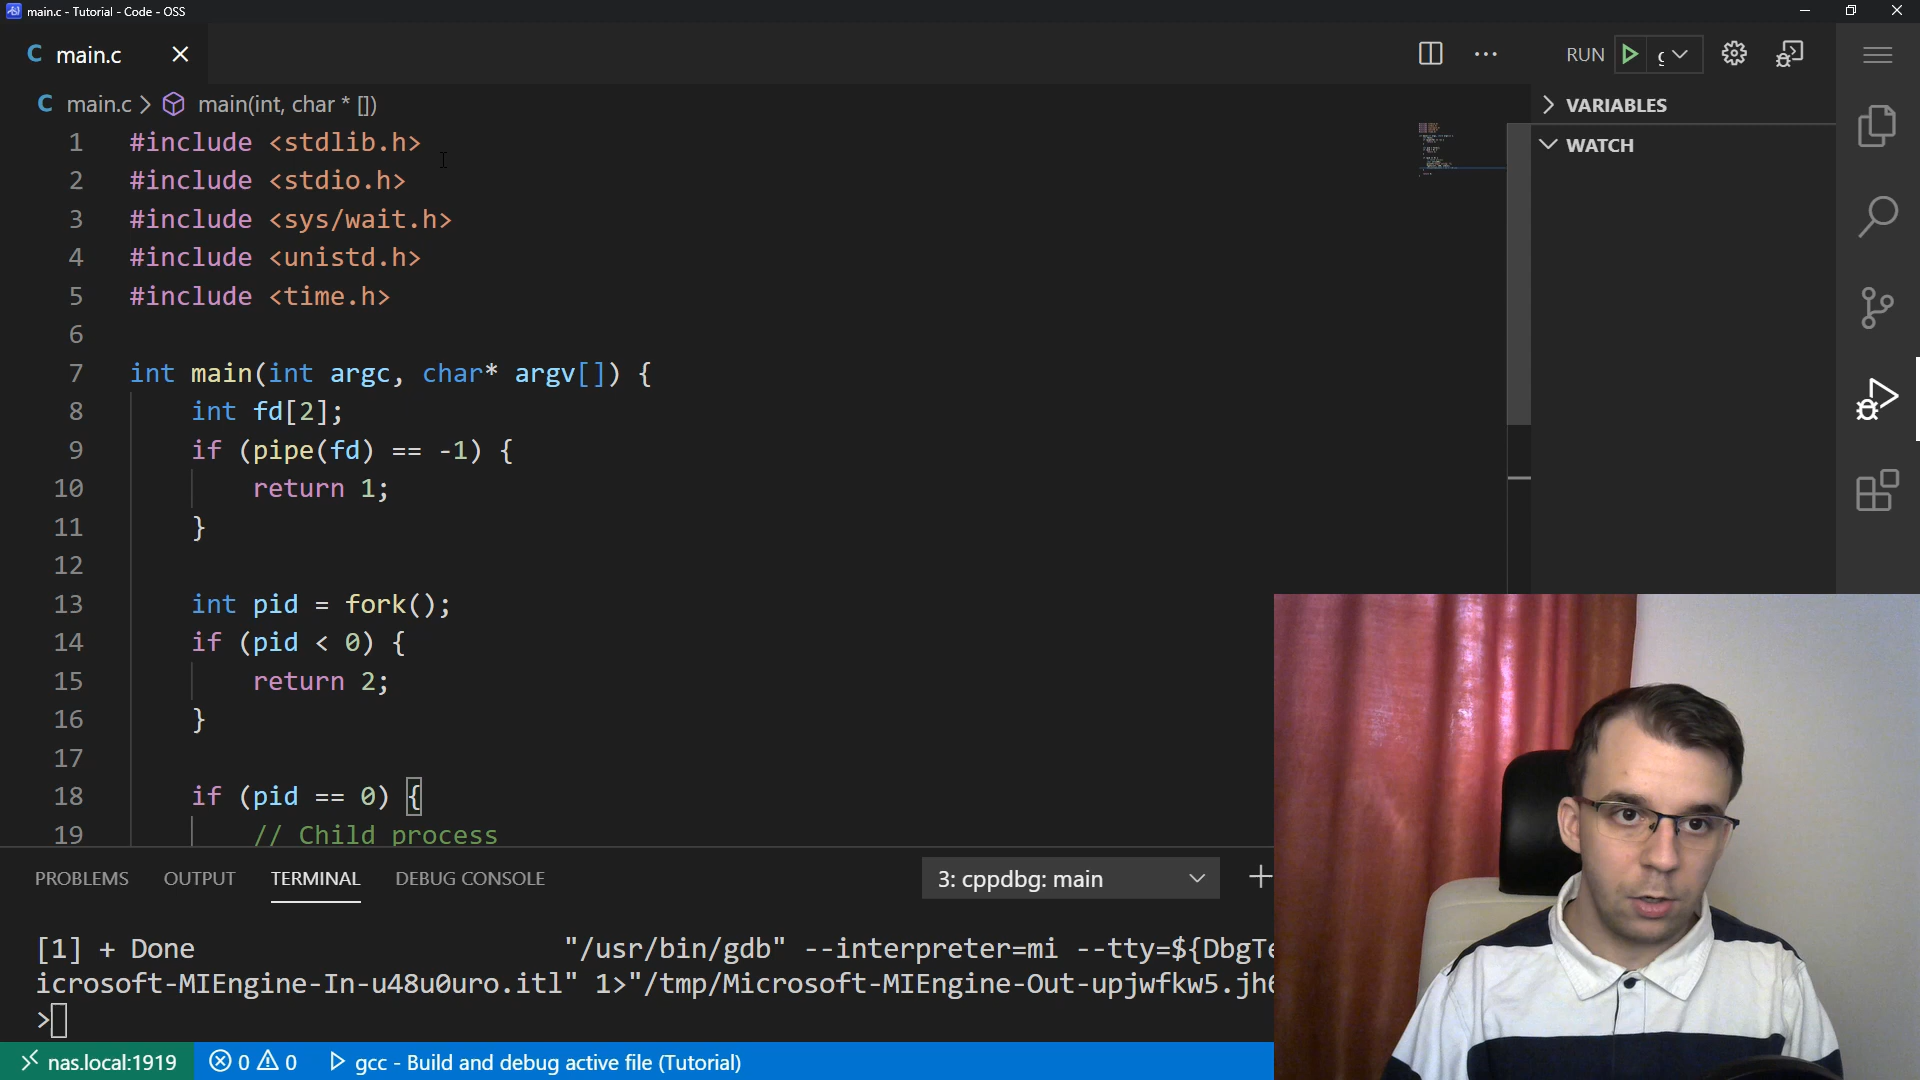 main.c - Tutorial - Code - OSS
C main.c
RUN
C main.c > main(int, char * [])
VARIABLES
WATCH
1 #include <stdlib.h>
2 #include <stdio.h>
3 #include <sys/wait.h>
4 #include <unistd.h>
5 #include <time.h>
6
7 int main(int argc, char* argv[]) {
8 int fd[2];
9 if (pipe(fd) == -1) {
10 return 1;
11 }
12
13 int pid = fork();
14 if (pid < 0) {
15 return 2;
16 }
17
18 if (pid == 0) {
19 // Child process
PROBLEMS OUTPUT TERMINAL DEBUG CONSOLE 3: cppdbg: main
[1] + Done "/usr/bin/gdb" --interpreter=mi --tty=${DbgTe
icrosoft-MIEngine-In-u48u0uro.itl" 1>"/tmp/Microsoft-MIEngine-Out-upjwfkw5.jh6
>
nas.local:1919 0 0 gcc - Build and debug active file (Tutorial)